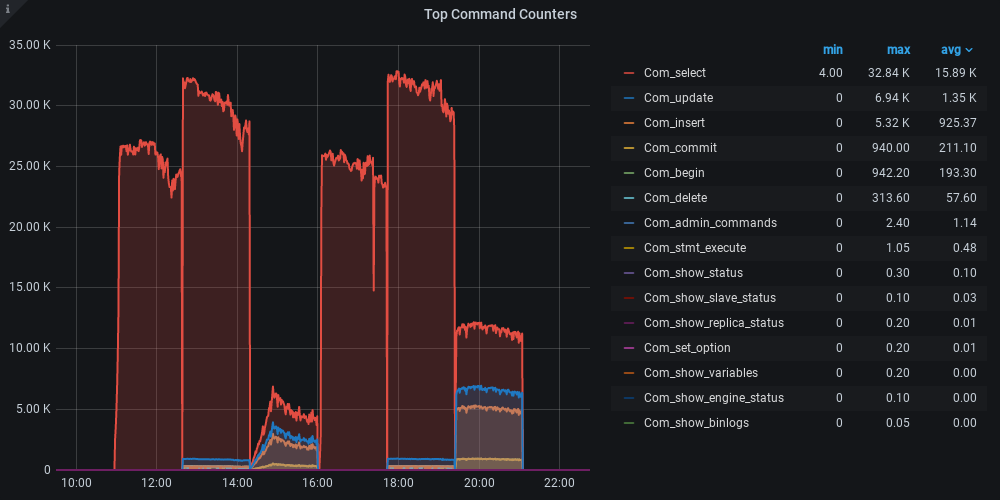 i
Top Command Counters
35.00 K
30.00 K
25.00 K
20.00 K
15.00 K
10.00 K
5.00 K
0
10:00 12:00 14:00 16:00 18:00 20:00 22:00
min max avg
Com_select 4.00 32.84 K 15.89 K
Com_update 0 6.94 K 1.35 K
Com_insert 0 5.32 K 925.37
Com_commit 0 940.00 211.10
Com_begin 0 942.20 193.30
Com_delete 0 313.60 57.60
Com_admin_commands 0 2.40 1.14
Com_stmt_execute 0 1.05 0.48
Com_show_status 0 0.30 0.10
Com_show_slave_status 0 0.10 0.03
Com_show_replica_status 0 0.20 0.01
Com_set_option 0 0.20 0.01
Com_show_variables 0 0.20 0.00
Com_show_engine_status 0 0.10 0.00
Com_show_binlogs 0 0.05 0.00